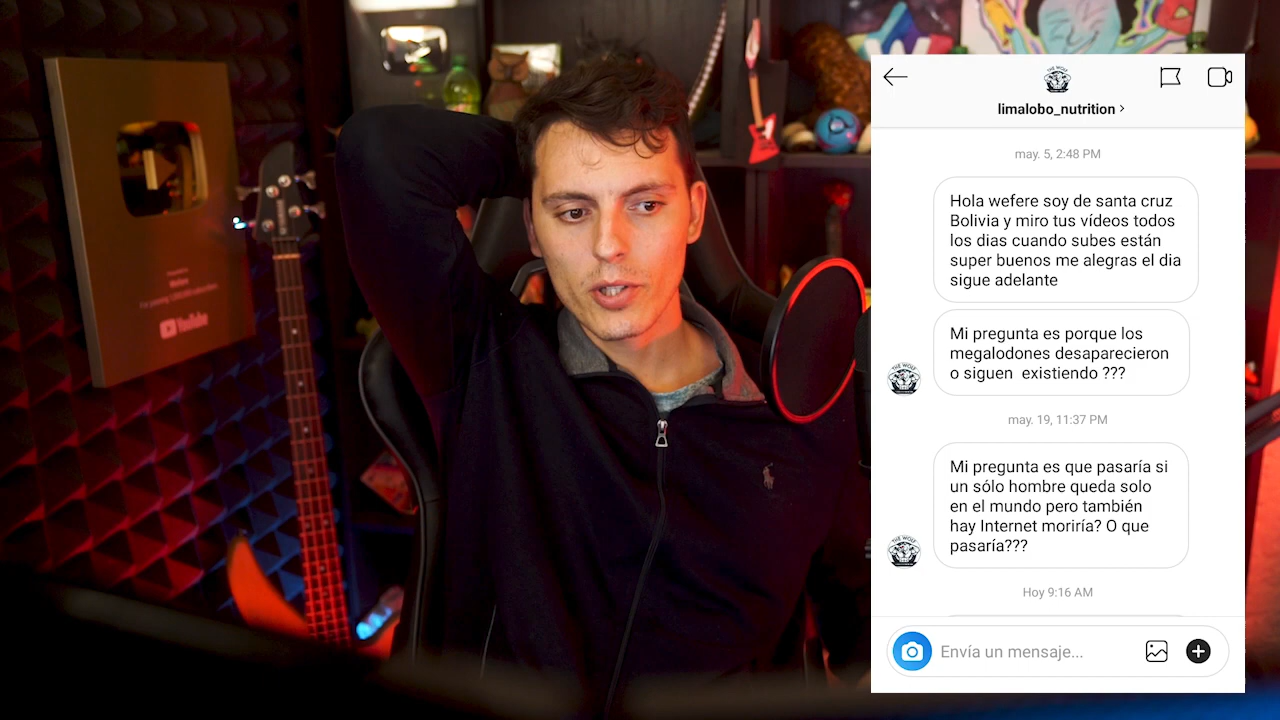 YouTube
limalobo_nutrition
may. 5, 2:48 PM
Hola wefere soy de santa cruz
Bolivia y miro tus vídeos todos
los dias cuando subes están
super buenos me alegras el dia
sigue adelante
Mi pregunta es porque los
megalodones desaparecieron
o siguen existiendo ???
may. 19, 11:37 PM
Mi pregunta es que pasaría si
un sólo hombre queda solo
en el mundo pero también
hay Internet moriría? O que
pasaría???
Hoy 9:16 AM
Envía un mensaje...